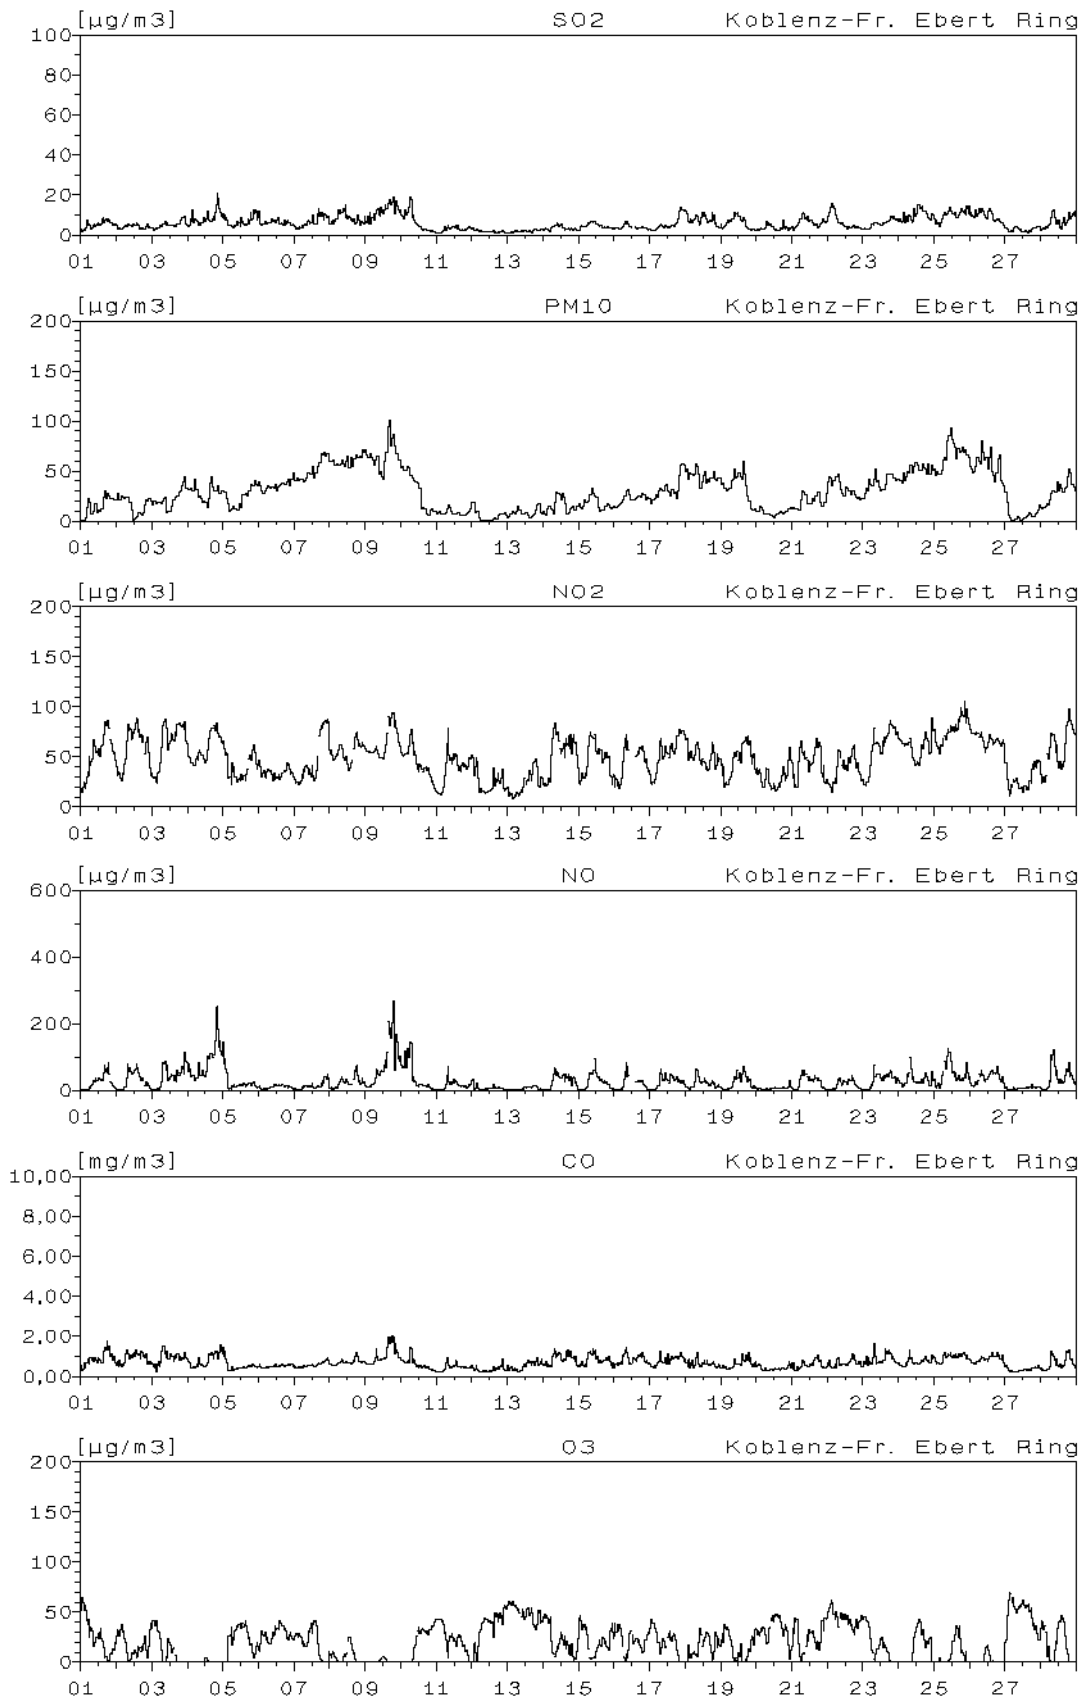 [µg/m3] SO2 Koblenz-Fr. Ebert Ring
100
80
60
40
20
0
01 03 05 07 09 11 13 15 17 19 21 23 25 27
[µg/m3] PM10 Koblenz-Fr. Ebert Ring
200
150
100
50
0
01 03 05 07 09 11 13 15 17 19 21 23 25 27
[µg/m3] NO2 Koblenz-Fr. Ebert Ring
200
150
100
50
0
01 03 05 07 09 11 13 15 17 19 21 23 25 27
[µg/m3] NO Koblenz-Fr. Ebert Ring
600
400
200
0
01 03 05 07 09 11 13 15 17 19 21 23 25 27
[mg/m3] CO Koblenz-Fr. Ebert Ring
10,00
8,00
6,00
4,00
2,00
0,00
01 03 05 07 09 11 13 15 17 19 21 23 25 27
[µg/m3] O3 Koblenz-Fr. Ebert Ring
200
150
100
50
0
01 03 05 07 09 11 13 15 17 19 21 23 25 27